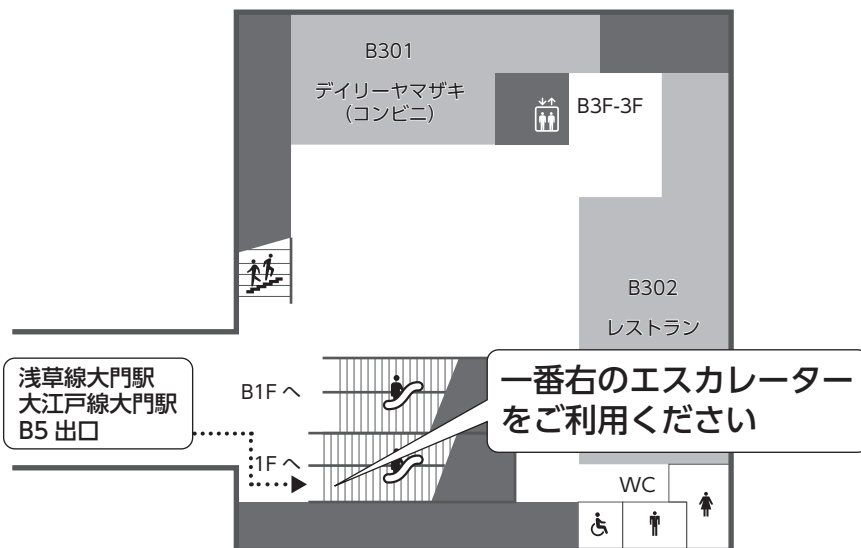 B301
デイリーヤマザキ
(コンビニ)
B3F-3F
B302
レストラン
浅草線大門駅
大江戸線大門駅
B5 出口
B1F へ
1F へ
一番右のエスカレーター
をご利用ください
WC